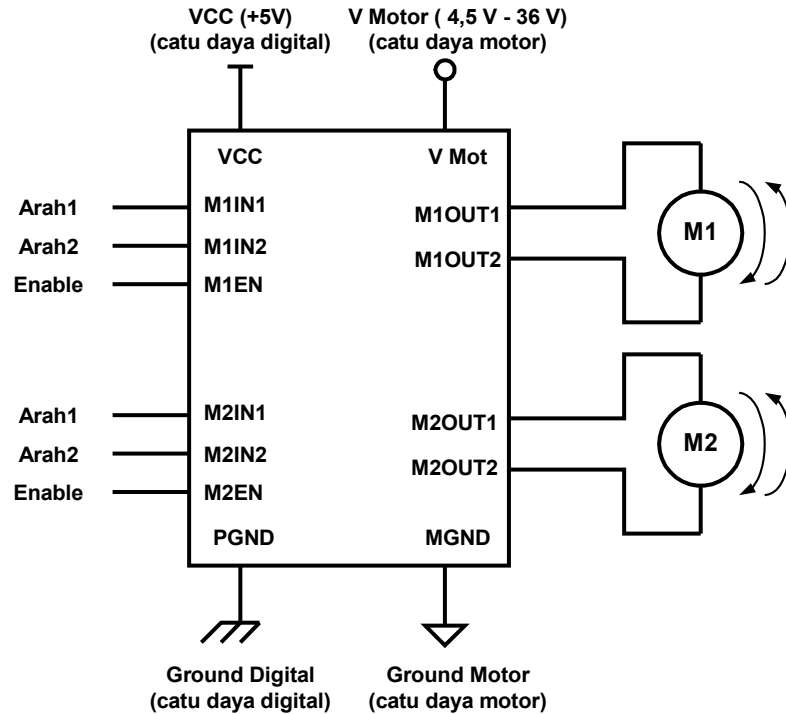 VCC (+5V)
(catu daya digital)
V Motor ( 4,5 V - 36 V)
(catu daya motor)
VCC
V Mot
Arah1
M1IN1
Arah2
M1IN2
Enable
M1EN
M1OUT1
M1OUT2
M1
Arah1
M2IN1
Arah2
M2IN2
Enable
M2EN
M2OUT1
M2OUT2
M2
PGND
MGND
Ground Digital
(catu daya digital)
Ground Motor
(catu daya motor)